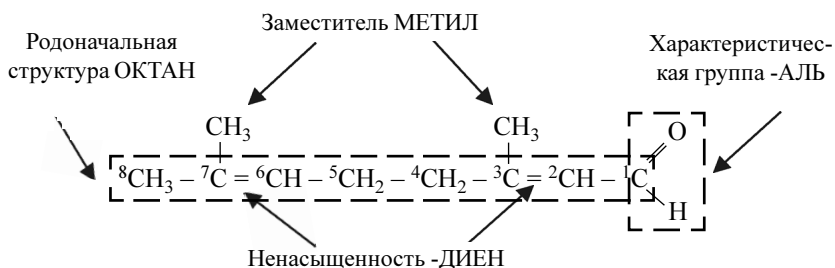 Заместитель МЕТИЛ
Родоначальная
структура ОКТАН
Характеристичес-
кая группа -АЛЬ
CH₃ CH₃ O
⁸CH₃ – ⁷C = ⁶CH – ⁵CH₂ – ⁴CH₂ – ³C = ²CH – ¹C
H
Ненасыщенность -ДИЕН